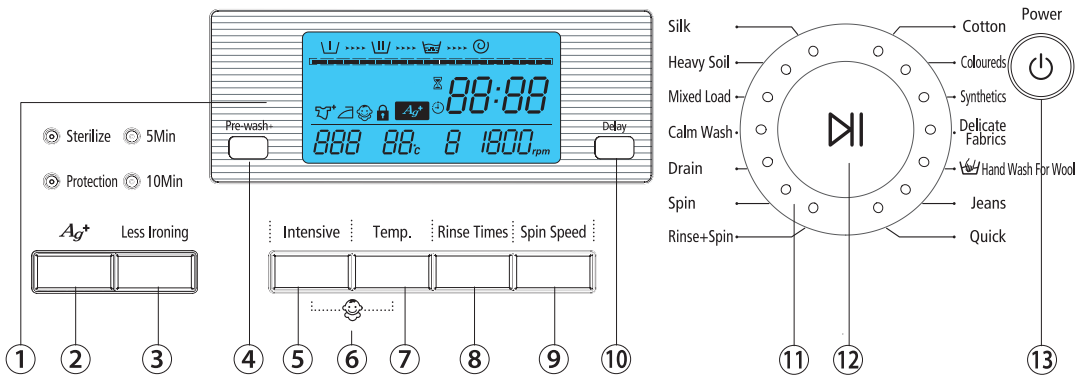 Silk
Cotton
Power
Heavy Soil
Coloureds
Mixed Load
Synthetics
Calm Wash
Delicate
Fabrics
Drain
Hand Wash For Wool
Spin
Jeans
Rinse+Spin
Quick
I
II
88:88
Ag+
888 88°c 8 1800rpm
Pre-wash+
Delay
Sterilize
5Min
Protection
10Min
Ag+
Less Ironing
Intensive
Temp.
Rinse Times
Spin Speed
1 2 3 4 5 6 7 8 9 10 11 12 13